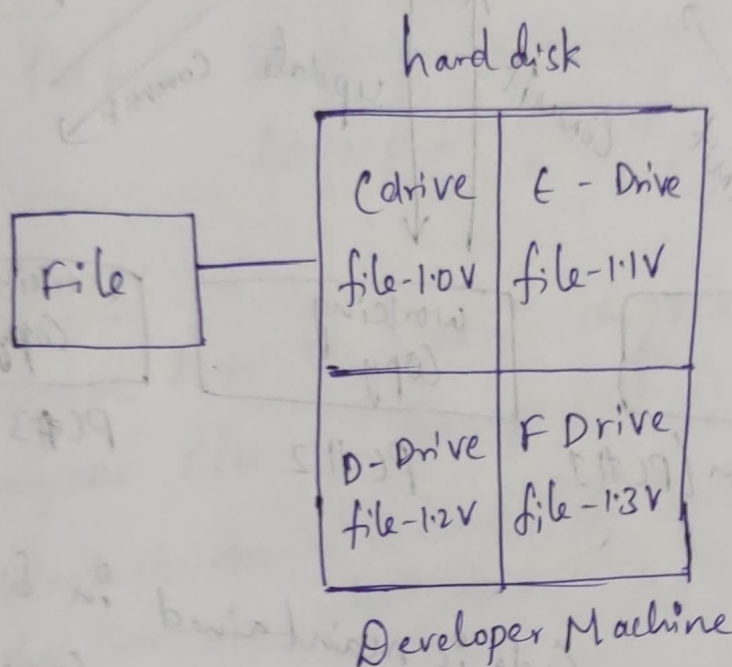 hard disk
File
C drive
file-1.0V
E - Drive
file-1.1V
D-Drive
file-1.2V
F Drive
file-1.3V
Developer Machine